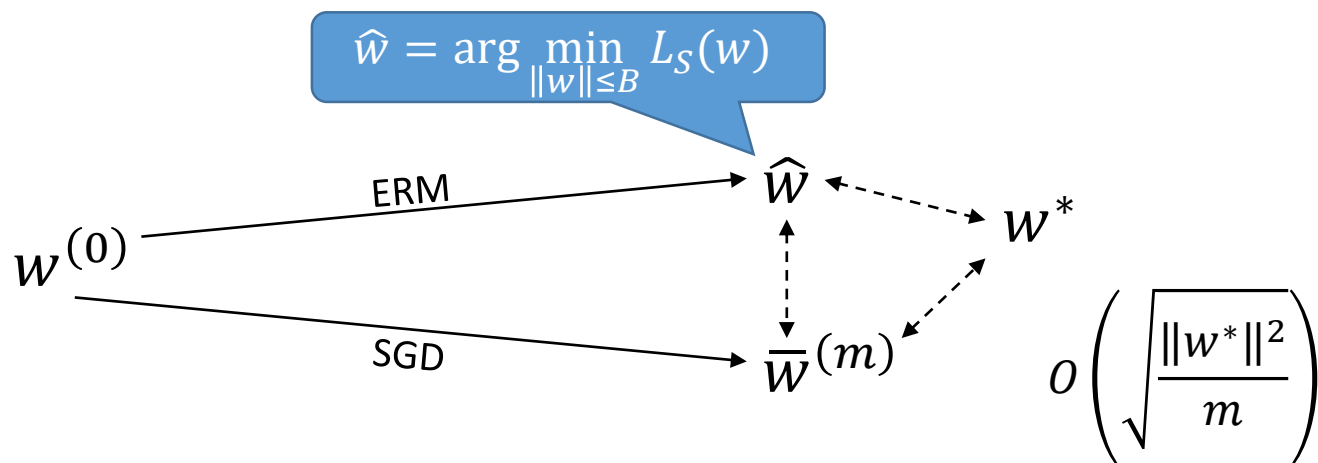 ŵ = arg min_{‖w‖≤B} L_S(w)
ERM
ŵ
w*
w^(0)
SGD
w̅^(m)
O(√(‖w*‖²/m))